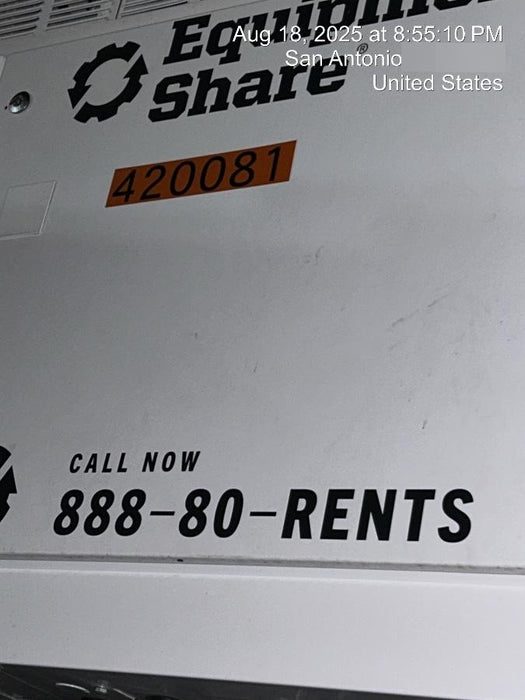 Aug 18, 2025 at 8:55:10 PM
San Antonio
United States
Equipment
Share®
420081
CALL NOW
888-80-RENTS